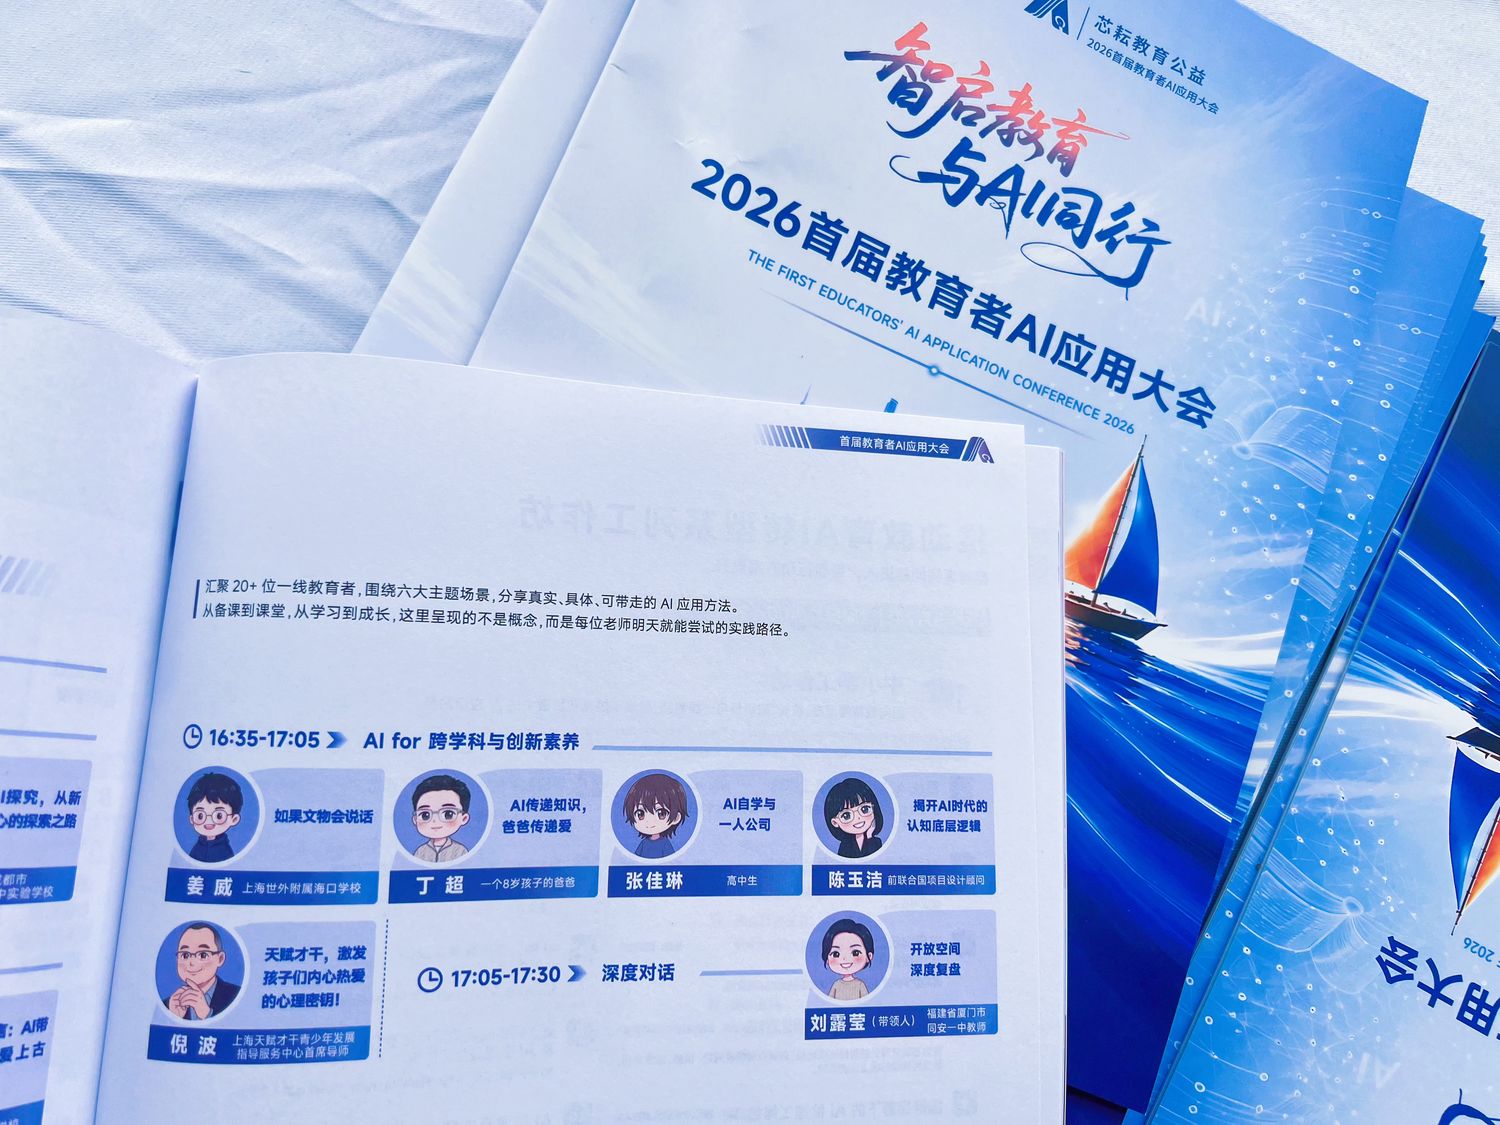 芯耘教育公益
2026首届教育者AI应用大会
智启教育
与AI同行
2026首届教育者AI应用大会
THE FIRST EDUCATORS' AI APPLICATION CONFERENCE 2026
首届教育者AI应用大会
汇聚 20+ 位一线教育者，围绕六大主题场景，分享真实、具体、可带走的 AI 应用方法。
从备课到课堂，从学习到成长，这里呈现的不是概念，而是每位老师明天就能尝试的实践路径。
16:35-17:05 AI for 跨学科与创新素养
如果文物会说话
姜 威 上海世外附属海口学校
AI传递知识，
爸爸传递爱
丁 超 一个8岁孩子的爸爸
AI自学与
一人公司
张佳琳 高中生
揭开AI时代的
认知底层逻辑
陈玉洁 前联合国项目设计顾问
天赋才干，激发
孩子们内心热爱
的心理密钥！
倪 波 上海天赋才干青少年发展
指导服务中心首席导师
17:05-17:30 深度对话
开放空间
深度复盘
刘露莹（带领人） 福建省厦门市
同安一中教师
I探究，从新
心的探索之路
都市
中实验学校
AI带
爱上古
用大会
2026
AI
AI